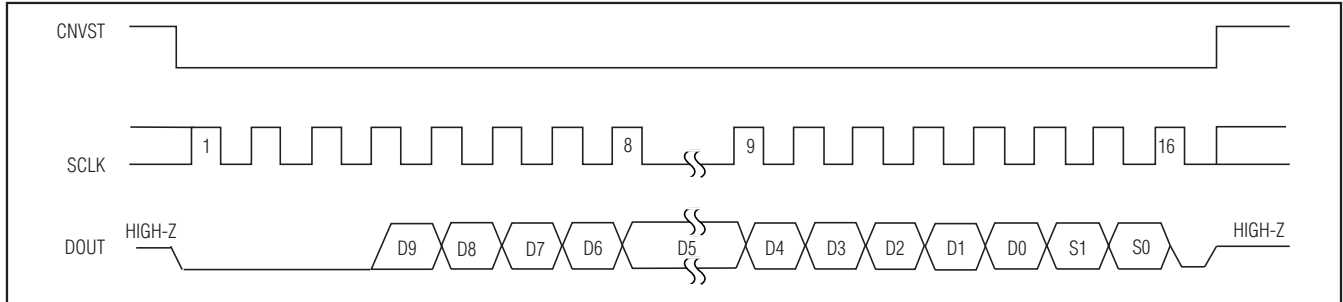 CNVST
1 8 9 16
SCLK
HIGH-Z HIGH-Z
DOUT D9 D8 D7 D6 D5 D4 D3 D2 D1 D0 S1 S0